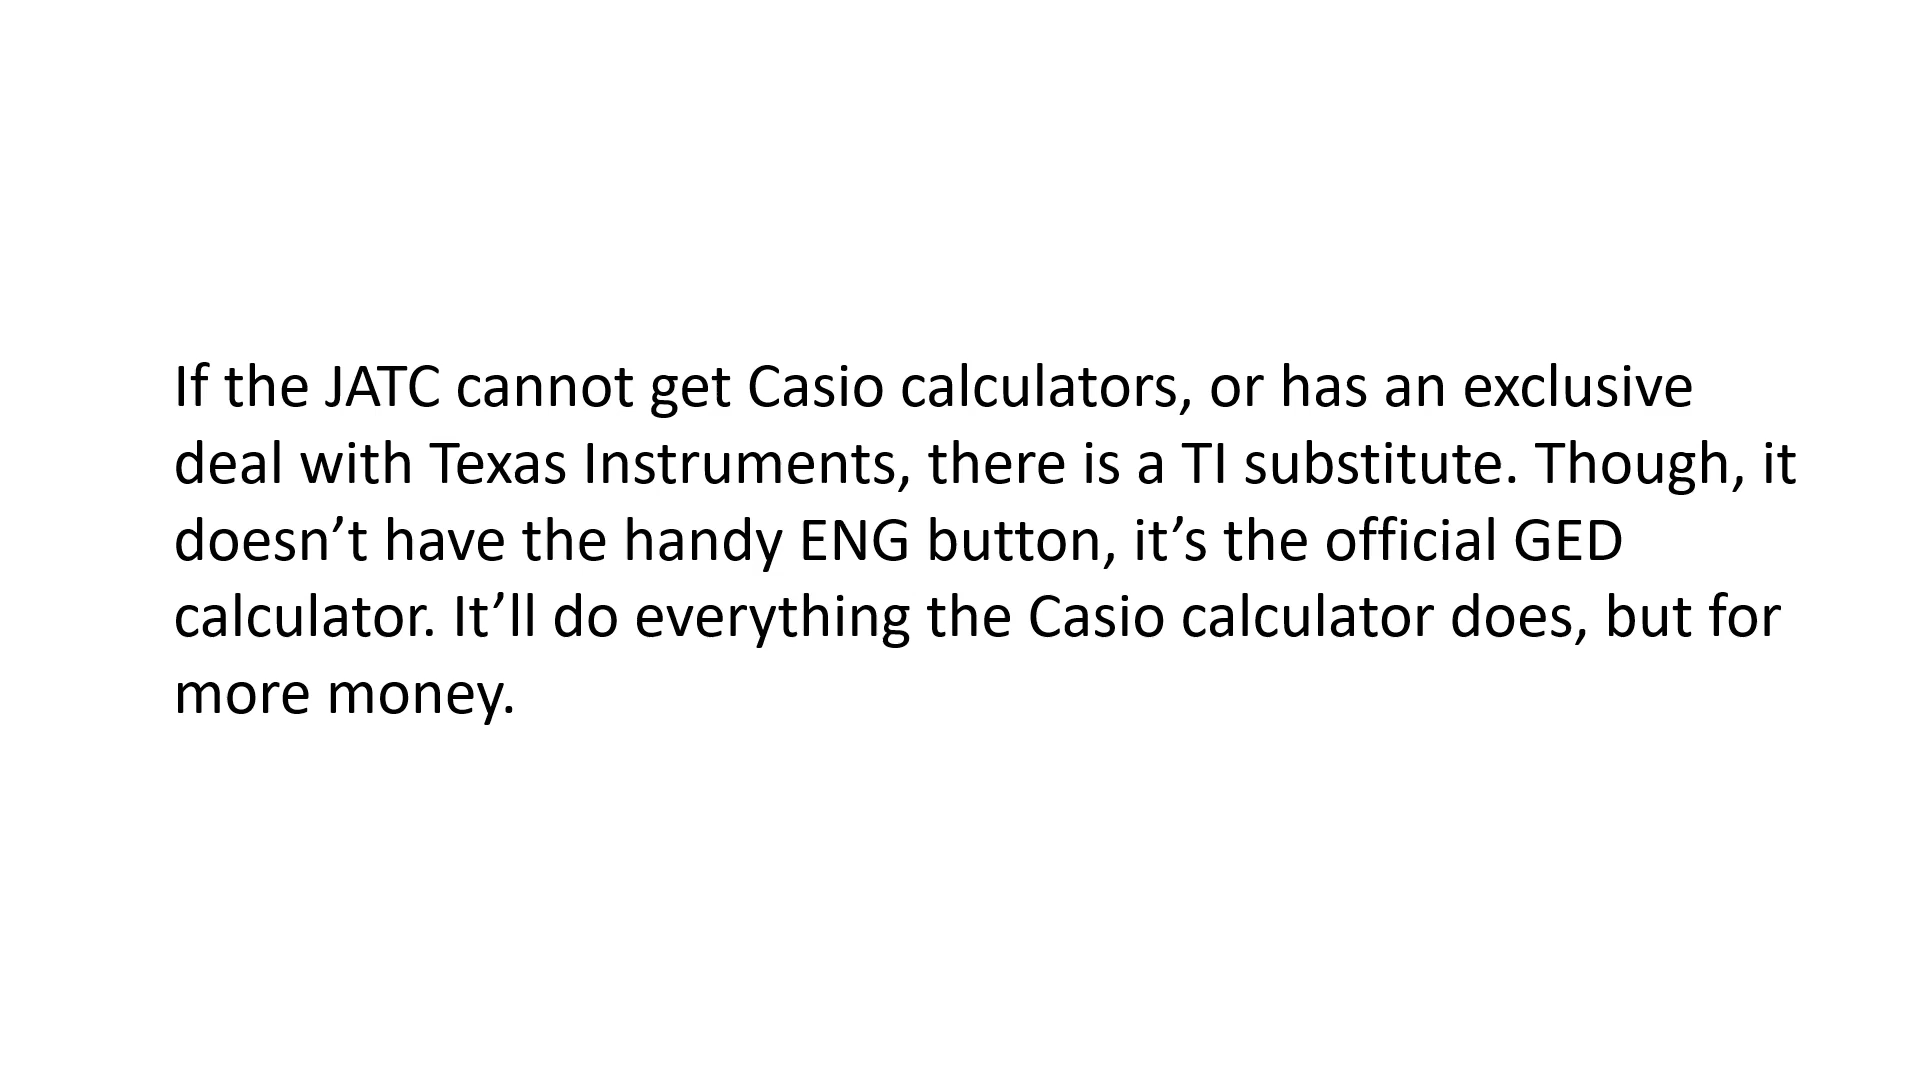 If the JATC cannot get Casio calculators, or has an exclusive
deal with Texas Instruments, there is a TI substitute. Though, it
doesn’t have the handy ENG button, it’s the official GED
calculator. It’ll do everything the Casio calculator does, but for
more money.